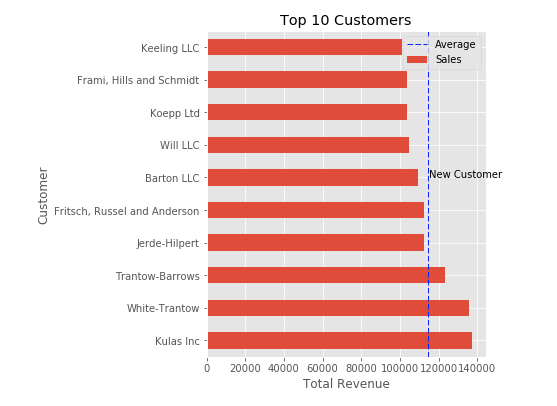 Top 10 Customers
Average
Sales
Keeling LLC
Frami, Hills and Schmidt
Koepp Ltd
Will LLC
Barton LLC
New Customer
Fritsch, Russel and Anderson
Jerde-Hilpert
Trantow-Barrows
White-Trantow
Kulas Inc
Customer
0 20000 40000 60000 80000 100000 120000 140000
Total Revenue